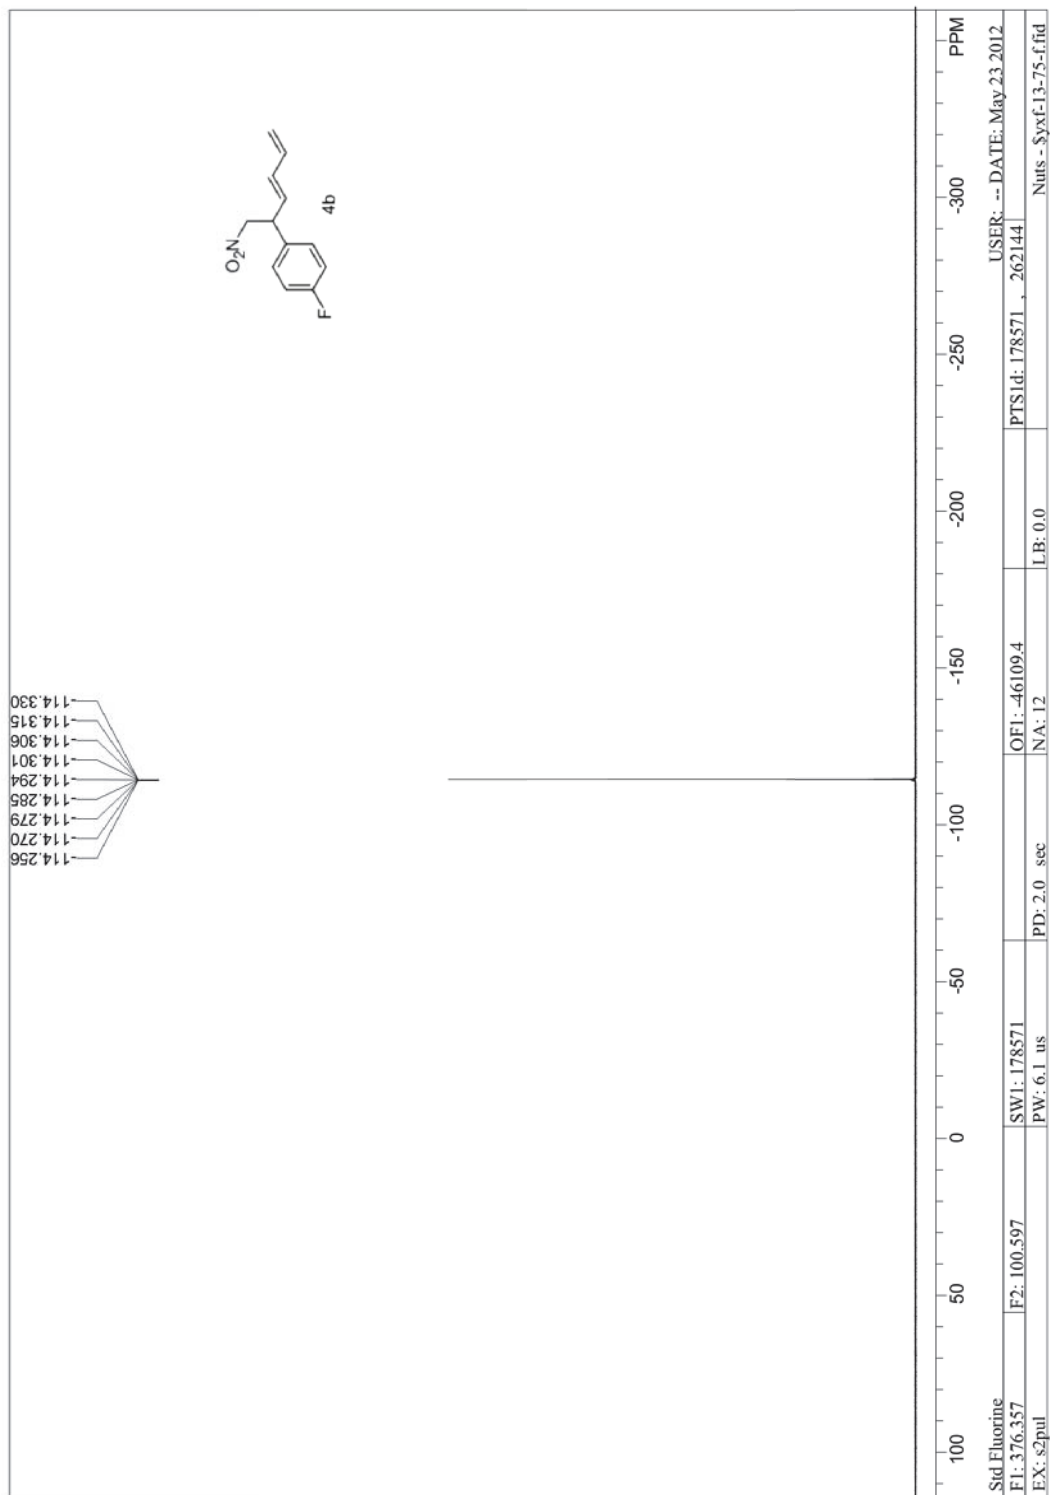 -114.256
-114.270
-114.279
-114.285
-114.294
-114.301
-114.306
-114.315
-114.330
O₂N
F
4b
100 50 0 -50 -100 -150 -200 -250 -300 PPM
Std Fluorine USER: -- DATE: May 23 2012
F1: 376.357 F2: 100.597 SW1: 178571 OF1: -46109.4 PTS1d: 178571 , 262144
EX: s2pul PW: 6.1 us PD: 2.0 sec NA: 12 LB: 0.0 Nuts - $yxf-13-75-f.fid